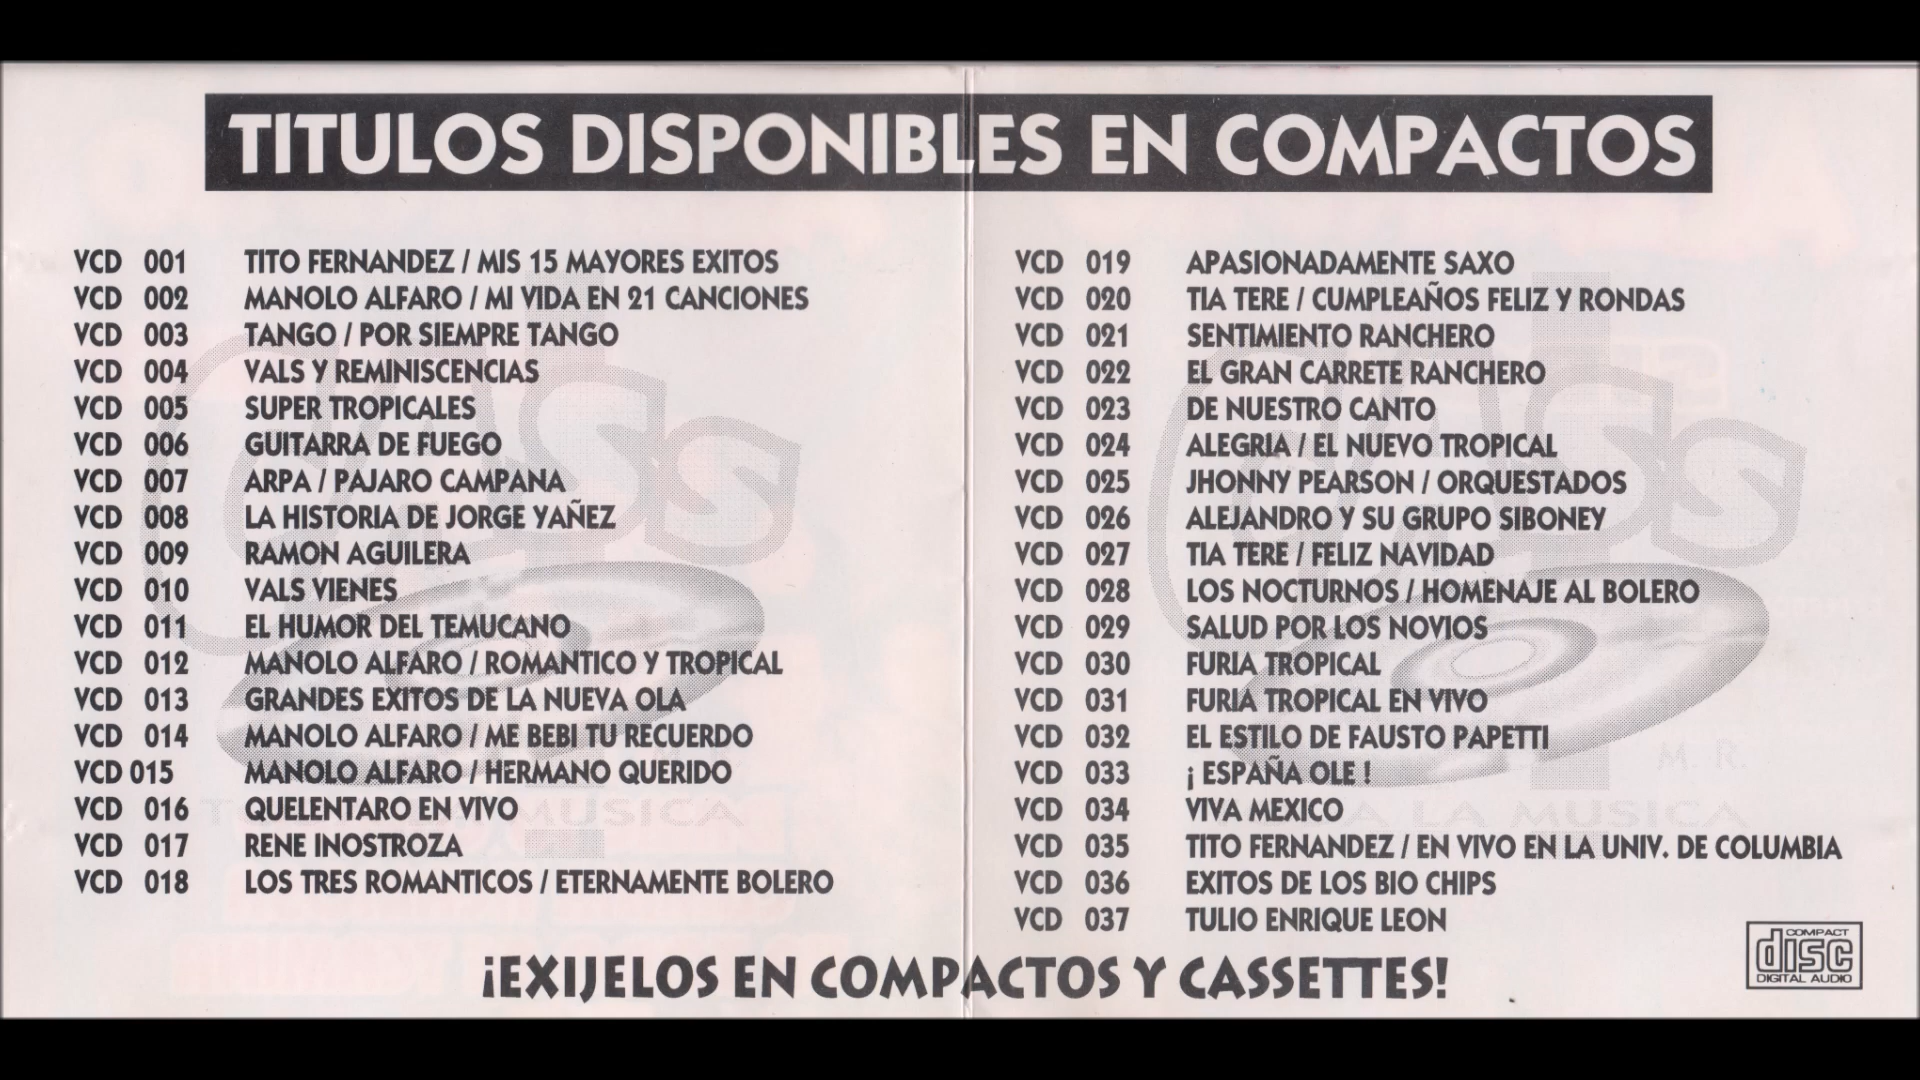 TITULOS DISPONIBLES EN COMPACTOS
VCD 001 TITO FERNANDEZ / MIS 15 MAYORES EXITOS
VCD 002 MANOLO ALFARO / MI VIDA EN 21 CANCIONES
VCD 003 TANGO / POR SIEMPRE TANGO
VCD 004 VALS Y REMINISCENCIAS
VCD 005 SUPER TROPICALES
VCD 006 GUITARRA DE FUEGO
VCD 007 ARPA / PAJARO CAMPANA
VCD 008 LA HISTORIA DE JORGE YAÑEZ
VCD 009 RAMON AGUILERA
VCD 010 VALS VIENES
VCD 011 EL HUMOR DEL TEMUCANO
VCD 012 MANOLO ALFARO / ROMANTICO Y TROPICAL
VCD 013 GRANDES EXITOS DE LA NUEVA OLA
VCD 014 MANOLO ALFARO / ME BEBI TU RECUERDO
VCD 015 MANOLO ALFARO / HERMANO QUERIDO
VCD 016 QUELENTARO EN VIVO
VCD 017 RENE INOSTROZA
VCD 018 LOS TRES ROMANTICOS / ETERNAMENTE BOLERO
VCD 019 APASIONADAMENTE SAXO
VCD 020 TIA TERE / CUMPLEAÑOS FELIZ Y RONDAS
VCD 021 SENTIMIENTO RANCHERO
VCD 022 EL GRAN CARRETE RANCHERO
VCD 023 DE NUESTRO CANTO
VCD 024 ALEGRIA / EL NUEVO TROPICAL
VCD 025 JHONNY PEARSON / ORQUESTADOS
VCD 026 ALEJANDRO Y SU GRUPO SIBONEY
VCD 027 TIA TERE / FELIZ NAVIDAD
VCD 028 LOS NOCTURNOS / HOMENAJE AL BOLERO
VCD 029 SALUD POR LOS NOVIOS
VCD 030 FURIA TROPICAL
VCD 031 FURIA TROPICAL EN VIVO
VCD 032 EL ESTILO DE FAUSTO PAPETTI
VCD 033 ¡ ESPAÑA OLE !
VCD 034 VIVA MEXICO
VCD 035 TITO FERNANDEZ / EN VIVO EN LA UNIV. DE COLUMBIA
VCD 036 EXITOS DE LOS BIO CHIPS
VCD 037 TULIO ENRIQUE LEON
M. R.
A LA MUSICA
¡EXIJELOS EN COMPACTOS Y CASSETTES!
COMPACT
disc
DIGITAL AUDIO